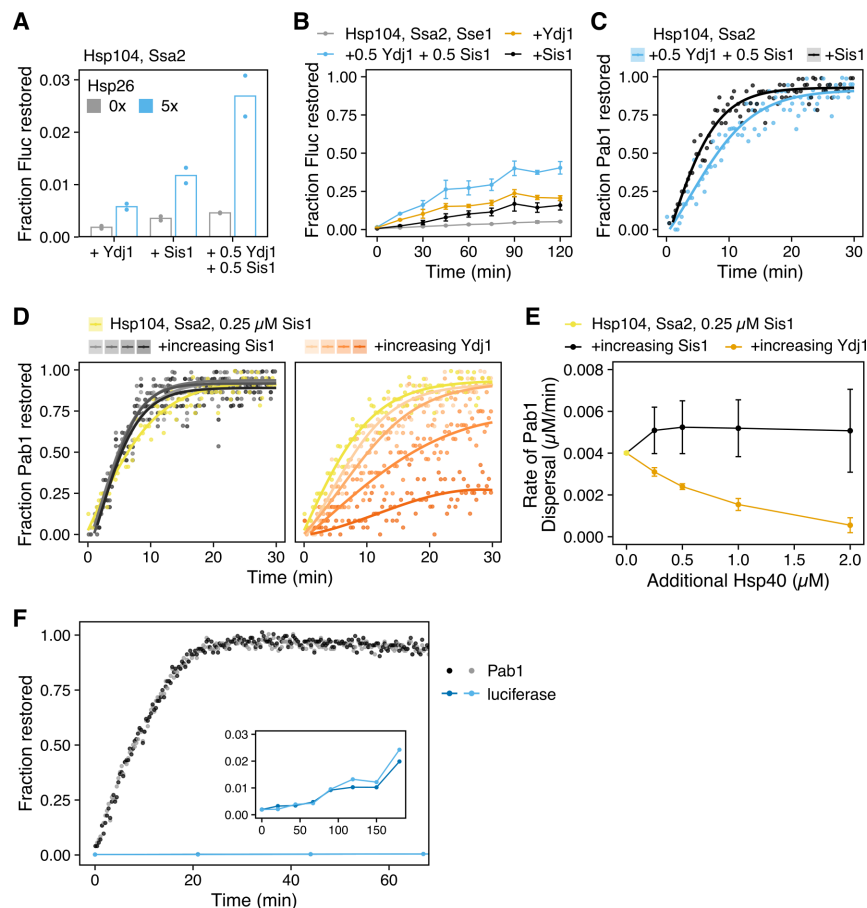 A
Hsp104, Ssa2
Hsp26
0x
5x
Fraction Fluc restored
0.03
0.02
0.01
0.00
+ Ydj1
+ Sis1
+ 0.5 Ydj1
+ 0.5 Sis1
B
Hsp104, Ssa2, Sse1
+Ydj1
+0.5 Ydj1 + 0.5 Sis1
+Sis1
Fraction Fluc restored
1.00
0.75
0.50
0.25
0.00
0
30
60
90
120
Time (min)
C
Hsp104, Ssa2
+0.5 Ydj1 + 0.5 Sis1
+Sis1
Fraction Pab1 restored
1.00
0.75
0.50
0.25
0.00
0
10
20
30
Time (min)
D
Hsp104, Ssa2, 0.25 µM Sis1
+increasing Sis1
+increasing Ydj1
Fraction Pab1 restored
1.00
0.75
0.50
0.25
0.00
0
10
20
30
0
10
20
30
Time (min)
E
Hsp104, Ssa2, 0.25 µM Sis1
+increasing Sis1
+increasing Ydj1
Rate of Pab1
Dispersal (µM/min)
0.008
0.006
0.004
0.002
0.000
0.0
0.5
1.0
1.5
2.0
Additional Hsp40 (µM)
F
Fraction restored
1.00
0.75
0.50
0.25
0.00
0
20
40
60
Time (min)
0.03
0.02
0.01
0.00
0
50
100
150
Pab1
luciferase